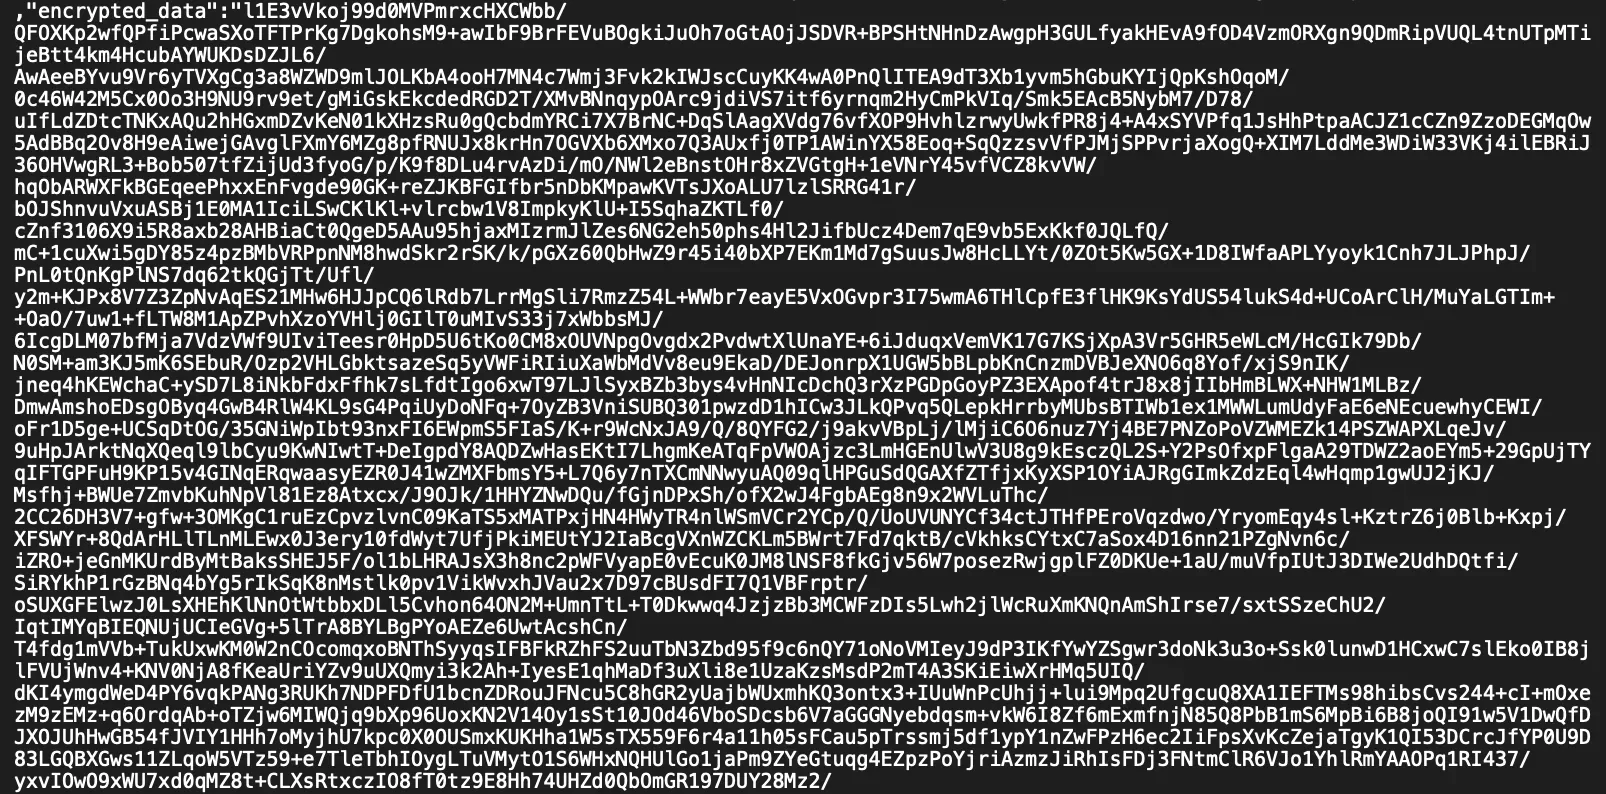 ,"encrypted_data":"l1E3vVkoj99d0MVPmrxcHXCWbb/
QFOXKp2wfQPfiPcwaSXoTFTPrKg7DgkohsM9+awIbF9BrFEVuBOgkiJuOh7oGtAOjJSDVR+BPSHtNHnDzAwgpH3GULfyakHEvA9fOD4VzmORXgn9QDmRipVUQL4tnUTpMTi
jeBtt4km4HcubAYWUKDsDZJL6/
AwAeeBYvu9Vr6yTVXgCg3a8WZWD9mlJOLKbA4ooH7MN4c7Wmj3Fvk2kIWJscCuyKK4wA0PnQlITEA9dT3Xb1yvm5hGbuKYIjQpKshOqoM/
0c46W42M5Cx0Oo3H9NU9rv9et/gMiGskEkcdedRGD2T/XMvBNnqypOArc9jdiVS7itf6yrnqm2HyCmPkVIq/Smk5EAcB5NybM7/D78/
uIfLdZDtcTNKxAQu2hHGxmDZvKeN01kXHzsRu0gQcbdmYRCi7X7BrNC+DqSlAagXVdg76vfXOP9HvhlzrwyUwkfPR8j4+A4xSYVPfq1JsHhPtpaACJZ1cCZn9ZzoDEGMqOw
5AdBBq2Ov8H9eAiwejGAvglFXmY6MZg8pfRNUJx8krHn7OGVXb6XMxo7Q3AUxfj0TP1AWinYX58Eoq+SqQzzsvVfPJMjSPPvrjaXogQ+XIM7LddMe3WDiW33VKj4ilEBRiJ
36OHVwgRL3+Bob507tfZijUd3fyoG/p/K9f8DLu4rvAzDi/mO/NWl2eBnstOHr8xZVGtgH+1eVNrY45vfVCZ8kvVW/
hqObARWXFkBGEqeePhxxEnFvgde90GK+reZJKBFGIfbr5nDbKMpawKVTsJXoALU7lzlSRRG41r/
bOJShnvuVxuASBj1E0MA1IciLSwCKlKl+vlrcbw1V8ImpkyKlU+I5SqhaZKTLf0/
cZnf3106X9i5R8axb28AHBiaCt0QgeD5AAu95hjaxMIzrmJlZes6NG2eh50phs4Hl2JifbUcz4Dem7qE9vb5ExKkf0JQLfQ/
mC+1cuXwi5gDY85z4pzBMbVRPpnNM8hwdSkr2rSK/k/pGXz60QbHwZ9r45i40bXP7EKm1Md7gSuusJw8HcLLYt/0ZOt5Kw5GX+1D8IWfaAPLYyoyk1Cnh7JLJPhpJ/
PnL0tQnKgPlNS7dq62tkQGjTt/Ufl/
y2m+KJPx8V7Z3ZpNvAqES21MHw6HJJpCQ6lRdb7LrrMgSli7RmzZ54L+WWbr7eayE5VxOGvpr3I75wmA6THlCpfE3flHK9KsYdUS54lukS4d+UCoArClH/MuYaLGTIm+
+OaO/7uw1+fLTW8M1ApZPvhXzoYVHlj0GIlT0uMIvS33j7xWbbsMJ/
6IcgDLM07bfMja7VdzVWf9UIviTeesr0HpD5U6tKo0CM8xOUVNpgOvgdx2PvdwtXlUnaYE+6iJduqxVemVK17G7KSjXpA3Vr5GHR5eWLcM/HcGIk79Db/
N0SM+am3KJ5mK6SEbuR/Ozp2VHLGbktsazeSq5yVWFiRIiuXaWbMdVv8eu9EkaD/DEJonrpX1UGW5bBLpbKnCnzmDVBJeXNO6q8Yof/xjS9nIK/
jneq4hKEWchaC+ySD7L8iNkbFdxFfhk7sLfdtIgo6xwT97LJlSyxBZb3bys4vHnNIcDchQ3rXzPGDpGoyPZ3EXApof4trJ8x8jIIbHmBLWX+NHW1MLBz/
DmwAmshoEDsgOByq4GwB4RlW4KL9sG4PqiUyDoNFq+7OyZB3VniSUBQ301pwzdD1hICw3JLkQPvq5QLepkHrrbyMUbsBTIWb1ex1MWWLumUdyFaE6eNEcuewhyCEWI/
oFr1D5ge+UCSqDtOG/35GNiWpIbt93nxFI6EWpmS5FIaS/K+r9WcNxJA9/Q/8QYFG2/j9akvVBpLj/lMjiC6O6nuz7Yj4BE7PNZoPoVZWMEZk14PSZWAPXLqeJv/
9uHpJArktNqXQeql9lbCyu9KwNIwtT+DeIgpdY8AQDZwHasEKtI7LhgmKeATqFpVWOAjzc3LmHGEnUlwV3U8g9kEsczQL2S+Y2PsOfxpFlgaA29TDWZ2aoEYm5+29GpUjTY
qIFTGPFuH9KP15v4GINqERqwaasyEZR0J41wZMXFbmsY5+L7Q6y7nTXCmNNwyuAQ09qlHPGuSdQGAXfZTfjxKyXSP1OYiAJRgGImkZdzEql4wHqmp1gwUJ2jKJ/
Msfhj+BWUe7ZmvbKuhNpVl81Ez8Atxcx/J9OJk/1HHYZNwDQu/fGjnDPxSh/ofX2wJ4FgbAEg8n9x2WVLuThc/
2CC26DH3V7+gfw+3OMKgC1ruEzCpvzlvnC09KaTS5xMATPxjHN4HWyTR4nlWSmVCr2YCp/Q/UoUVUNYCf34ctJTHfPEroVqzdwo/YryomEqy4sl+KztrZ6j0Blb+Kxpj/
XFSWYr+8QdArHLlTLnMLEwx0J3ery10fdWyt7UfjPkiMEUtYJ2IaBcgVXnWZCKLm5BWrt7Fd7qktB/cVkhksCYtxC7aSox4D16nn21PZgNvn6c/
iZRO+jeGnMKUrdByMtBaksSHEJ5F/ol1bLHRAJsX3h8nc2pWFVyapE0vEcuK0JM8lNSF8fkGjv56W7posezRwjgplFZ0DKUe+1aU/muVfpIUtJ3DIWe2UdhDQtfi/
SiRYkhP1rGzBNq4bYg5rIkSqK8nMstlk0pv1VikWvxhJVau2x7D97cBUsdFI7Q1VBFrptr/
oSUXGFElwzJ0LsXHEhKlNnOtWtbbxDLl5Cvhon64ON2M+UmnTtL+T0Dkwwq4JzjzBb3MCWFzDIs5Lwh2jlWcRuXmKNQnAmShIrse7/sxtSSzeChU2/
IqtIMYqBIEQNUjUCIeGVg+5lTrA8BYLBgPYoAEZe6UwtAcshCn/
T4fdg1mVVb+TukUxwKM0W2nCOcomqxoBNThSyyqsIFBFkRZhFS2uuTbN3Zbd95f9c6nQY71oNoVMIeyJ9dP3IKfYwYZSgwr3doNk3u3o+Ssk0lunwD1HCxwC7slEko0IB8j
lFVUjWnv4+KNV0NjA8fKeaUriYZv9uUXQmyi3k2Ah+IyesE1qhMaDf3uXli8e1UzaKzsMsdP2mT4A3SKiEiwXrHMq5UIQ/
dKI4ymgdWeD4PY6vqkPANg3RUKh7NDPFDfU1bcnZDRouJFNcu5C8hGR2yUajbWUxmhKQ3ontx3+IUuWnPcUhjj+lui9Mpq2UfgcuQ8XA1IEFTMs98hibsCvs244+cI+mOxe
zM9zEMz+q6OrdqAb+oTZjw6MIWQjq9bXp96UoxKN2V14Oy1sSt10JOd46VboSDcsb6V7aGGGNyebdqsm+vkW6I8Zf6mExmfnjN85Q8PbB1mS6MpBi6B8joQI91w5V1DwQfD
JXOJUhHwGB54fJVIY1HHh7oMyjhU7kpc0X0OUSmxKUKHha1W5sTX559F6r4a11h05sFCau5pTrssmj5df1ypY1nZwFPzH6ec2IiFpsXvKcZejaTgyK1QI53DCrcJfYP0U9D
83LGQBXGws11ZLqoW5VTz59+e7TleTbhIOygLTuVMytO1S6WHxNQHUlGo1jaPm9ZYeGtuqg4EZpzPoYjriAzmzJiRhIsFDj3FNtmClR6VJo1YhlRmYAAOPq1RI437/
yxvIOwO9xWU7xd0qMZ8t+CLXsRtxczIO8fT0tz9E8Hh74UHZd0QbOmGR197DUY28Mz2/